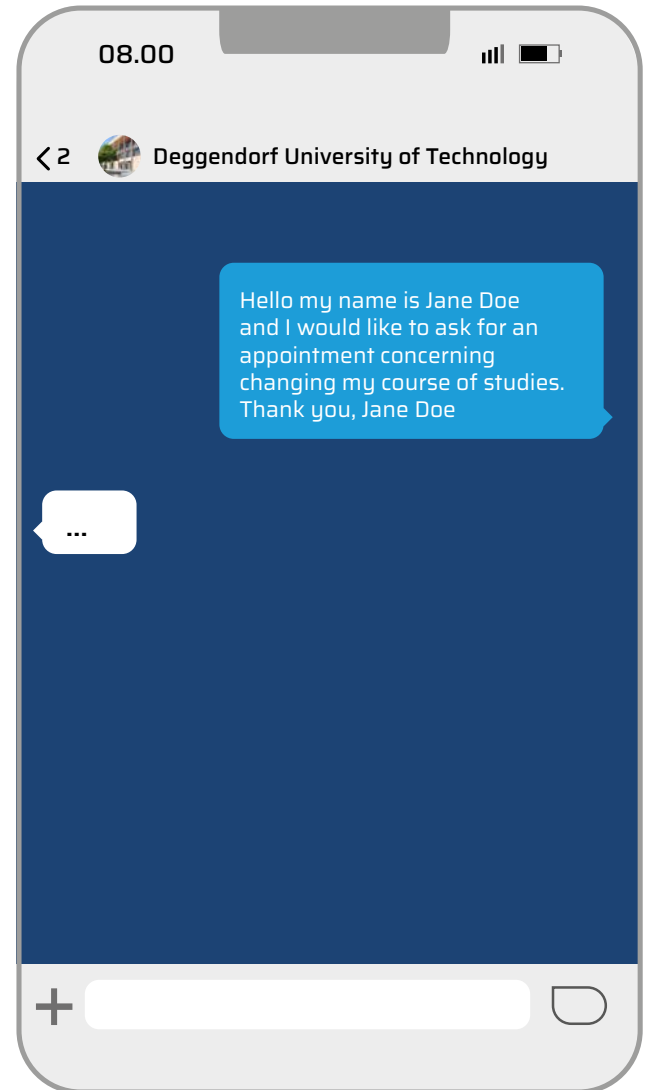 08.00
2 Deggendorf University of Technology
Hello my name is Jane Doe
and I would like to ask for an
appointment concerning
changing my course of studies.
Thank you, Jane Doe
...